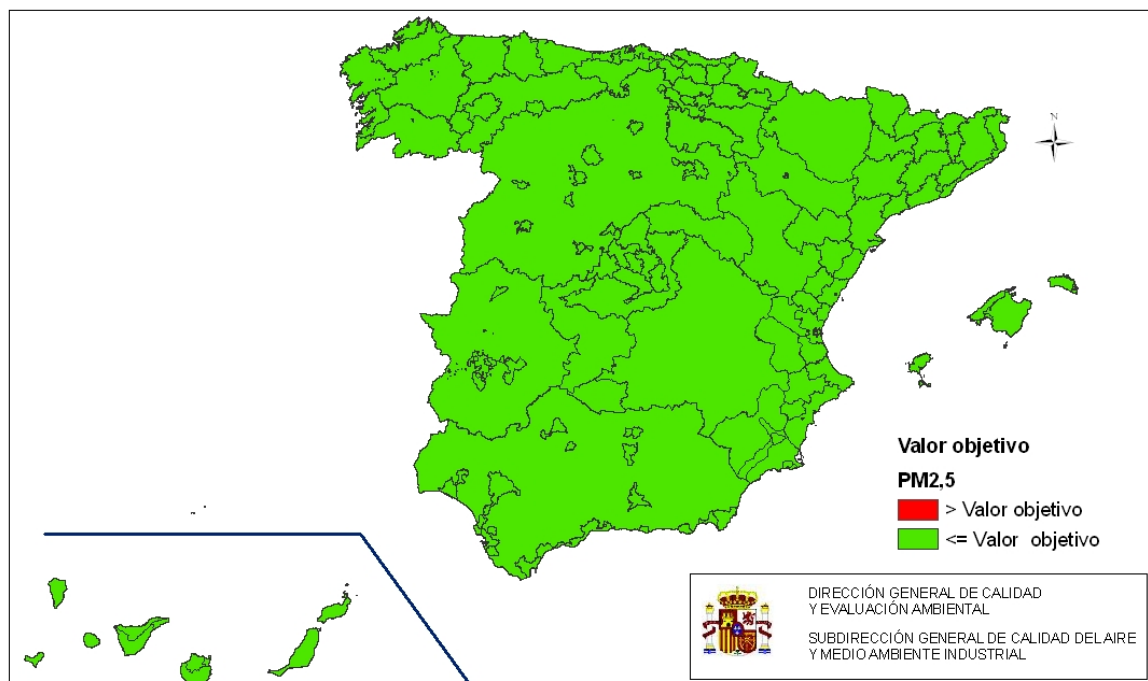 N
Valor objetivo
PM2,5
> Valor objetivo
<= Valor objetivo
DIRECCIÓN GENERAL DE CALIDAD
Y EVALUACIÓN AMBIENTAL
SUBDIRECCIÓN GENERAL DE CALIDAD DEL AIRE
Y MEDIO AMBIENTE INDUSTRIAL